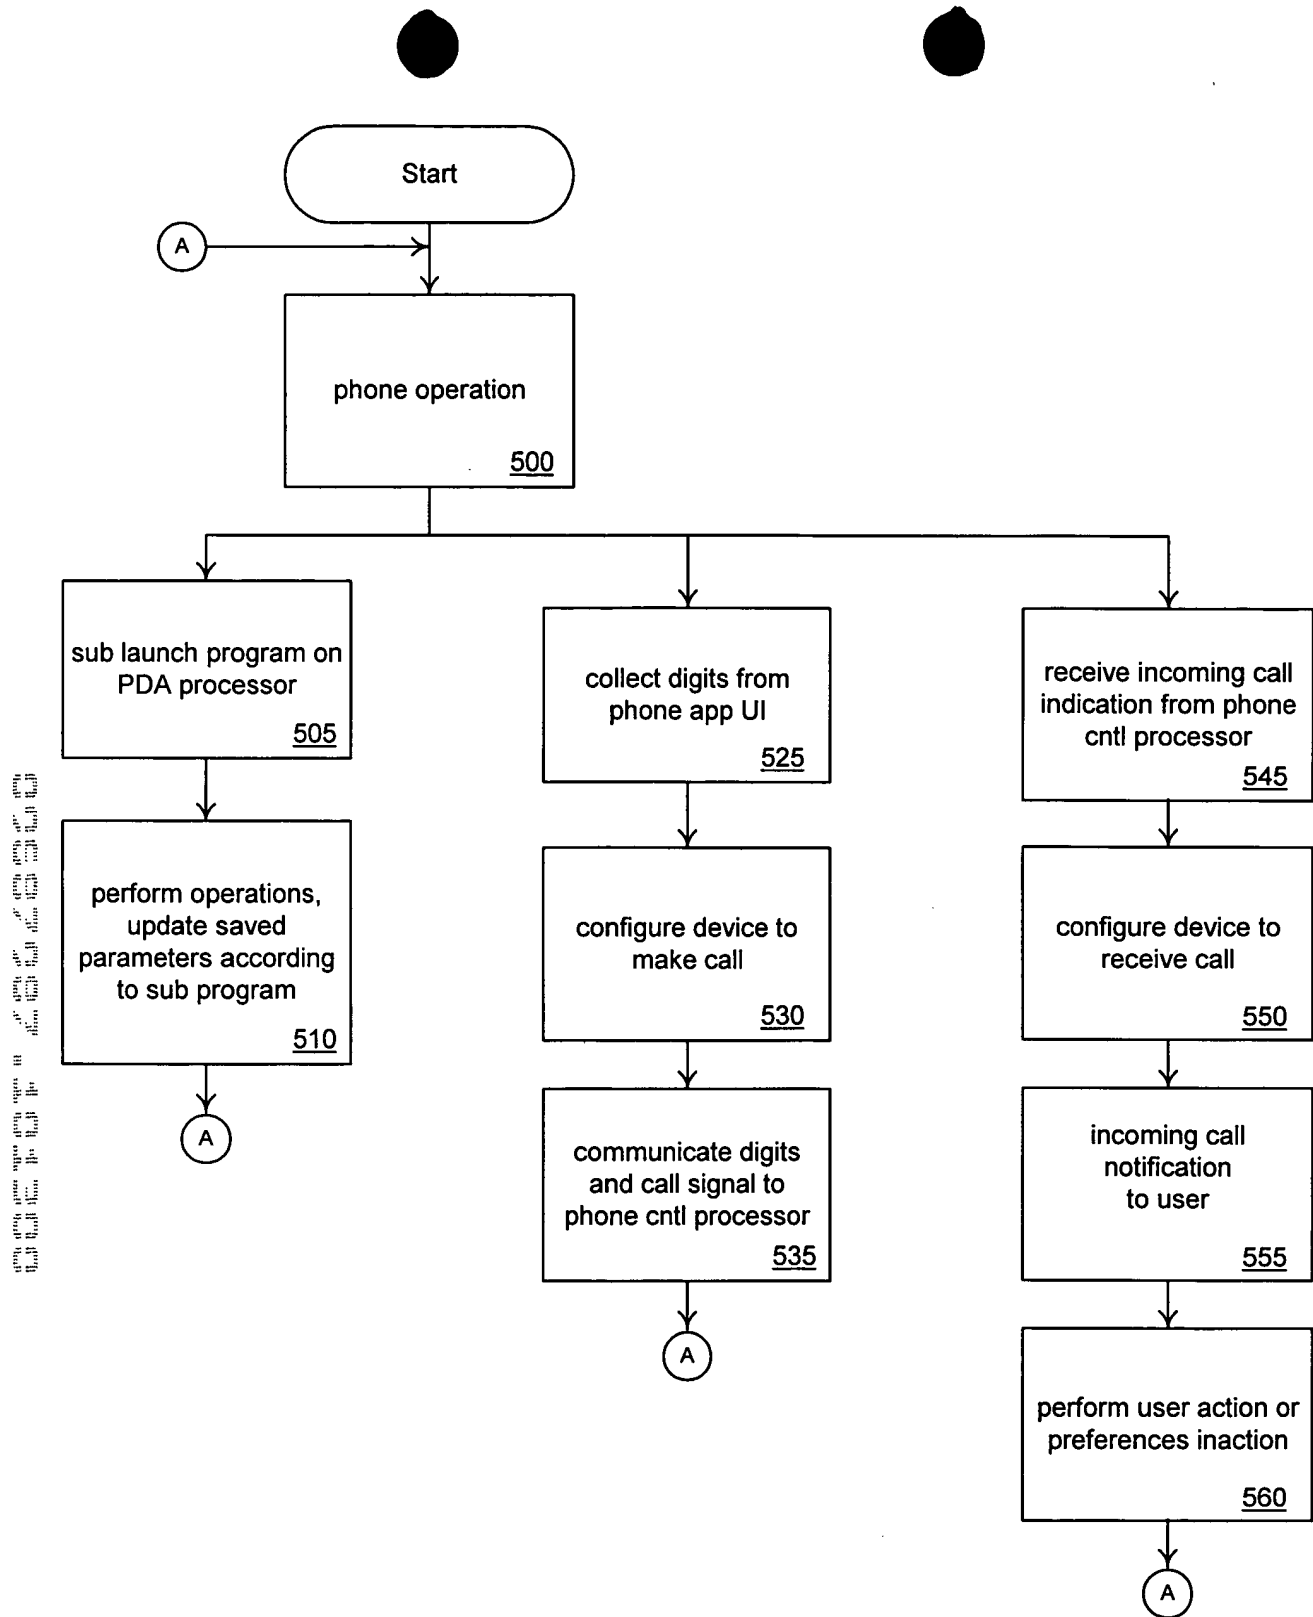 Start
A
phone operation
500
sub launch program on
PDA processor
505
perform operations,
update saved
parameters according
to sub program
510
A
collect digits from
phone app UI
525
configure device to
make call
530
communicate digits
and call signal to
phone cntl processor
535
A
receive incoming call
indication from phone
cntl processor
545
configure device to
receive call
550
incoming call
notification
to user
555
perform user action or
preferences inaction
560
A